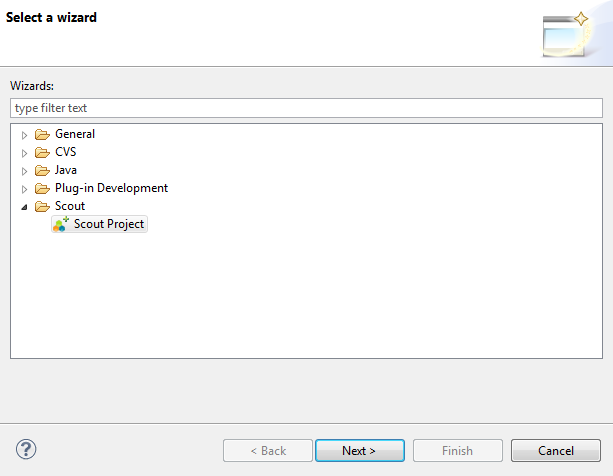 Select a wizard
Wizards:
type filter text
General
CVS
Java
Plug-in Development
Scout
Scout Project
?
< Back Next > Finish Cancel